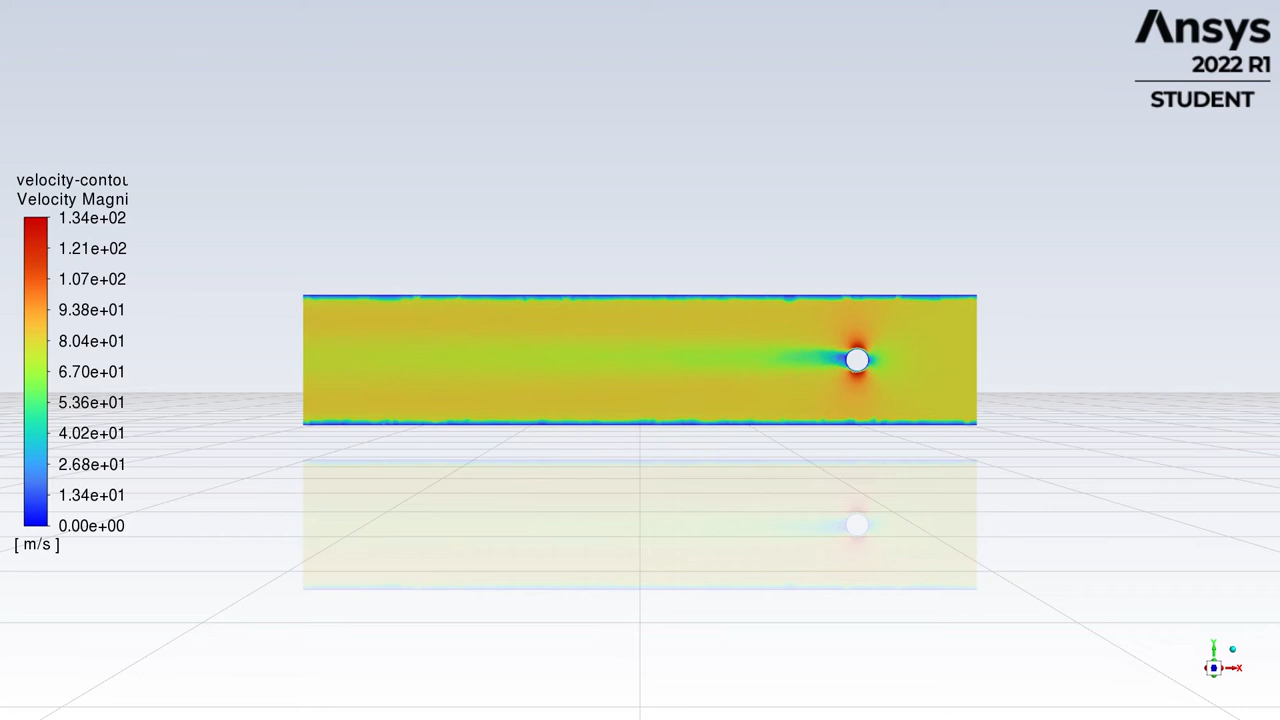 Ansys
2022 R1
STUDENT
velocity-contou
Velocity Magni
1.34e+02
1.21e+02
1.07e+02
9.38e+01
8.04e+01
6.70e+01
5.36e+01
4.02e+01
2.68e+01
1.34e+01
0.00e+00
[ m/s ]
Y
X